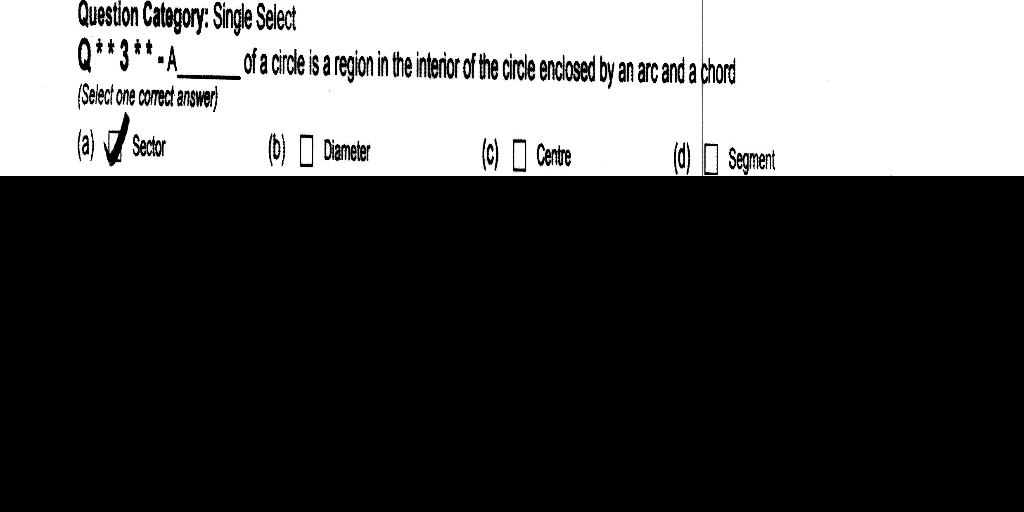 Question Category: Single Select
Q**3**-A______ of a circle is a region in the interior of the circle enclosed by an arc and a chord
(Select one correct answer)
(a) Sector (b) Diameter (c) Centre (d) Segment